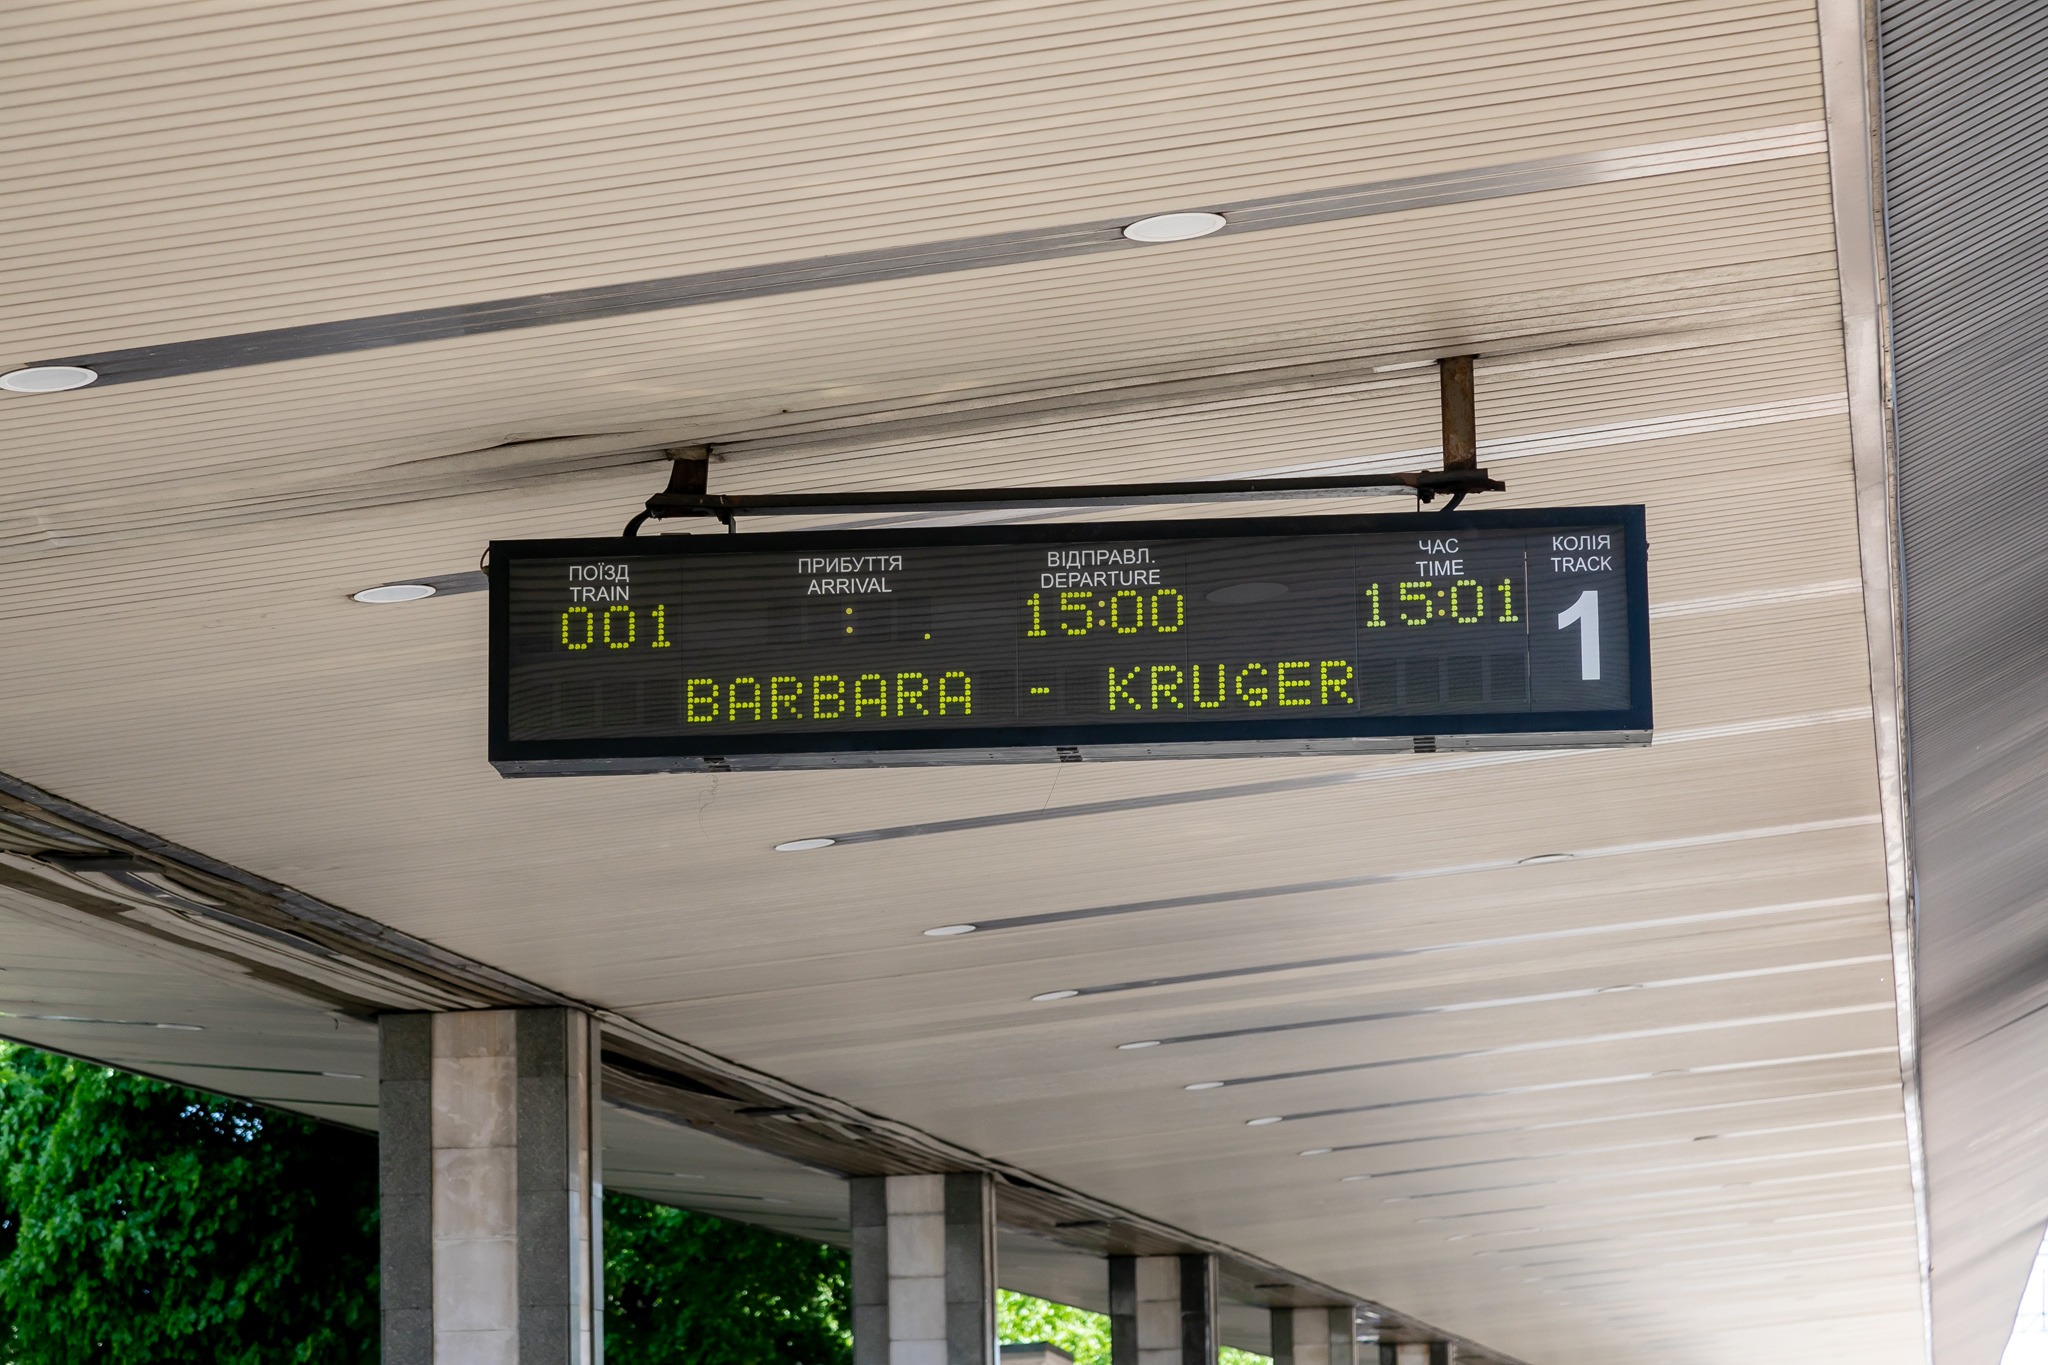 ПОЇЗД ПРИБУТТЯ ВІДПРАВЛ. ЧАС КОЛІЯ
TRAIN ARRIVAL DEPARTURE TIME TRACK
001 : . 15:00 15:01 1
BARBARA - KRUGER